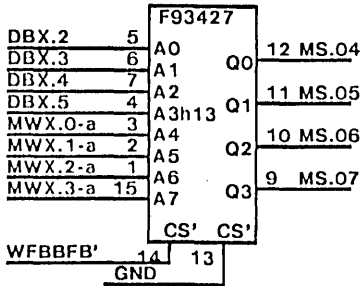 F93427
DBX.2 5 A0
DBX.3 6 A1
Q0 12 MS.04
DBX.4 7 A2
DBX.5 4 A3h13
Q1 11 MS.05
MWX.0-a 3 A4
MWX.1-a 2 A5
Q2 10 MS.06
MWX.2-a 1 A6
MWX.3-a 15 A7
Q3 9 MS.07
CS' CS'
WFBBFB' 14 13
GND